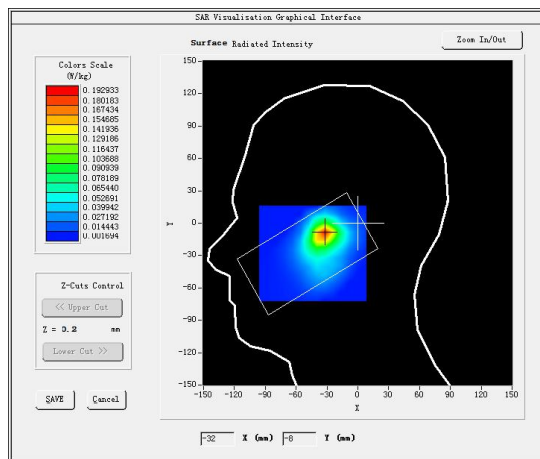 SAR Visualization Graphical Interface
Surface Radiated Intensity
Zoom In/Out
Colors Scale
(W/kg)
0.192933
0.180183
0.167434
0.154685
0.141936
0.129186
0.116437
0.103688
0.090939
0.078189
0.065440
0.052691
0.039942
0.027192
0.014443
0.001694
Z-Cuts Control
<< Upper Cut
Z = 0.2 mm
Lower Cut >>
SAVE Cancel
150
120
90
60
30
0
-30
-60
-90
-120
-150
Y
-150 -120 -90 -60 -30 0 30 60 90 120 150
X
-32 X (mm) -8 Y (mm)